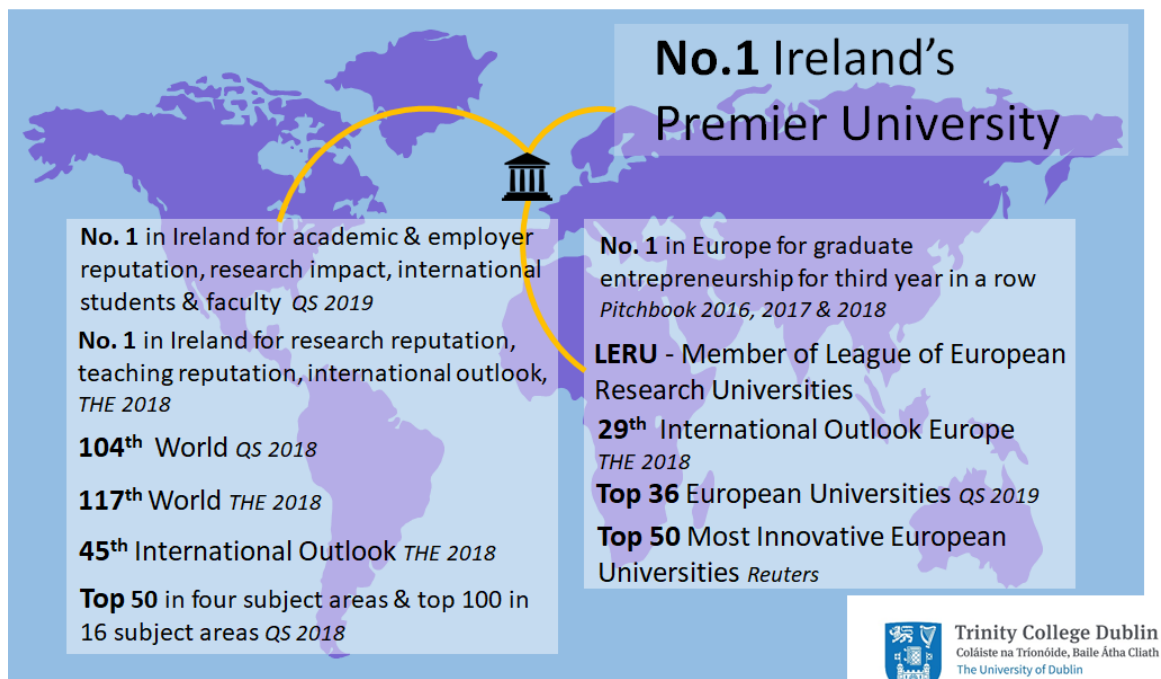 No.1 Ireland's
Premier University
No. 1 in Ireland for academic & employer
reputation, research impact, international
students & faculty QS 2019
No. 1 in Ireland for research reputation,
teaching reputation, international outlook,
THE 2018
104th World QS 2018
117th World THE 2018
45th International Outlook THE 2018
Top 50 in four subject areas & top 100 in
16 subject areas QS 2018
No. 1 in Europe for graduate
entrepreneurship for third year in a row
Pitchbook 2016, 2017 & 2018
LERU - Member of League of European
Research Universities
29th International Outlook Europe
THE 2018
Top 36 European Universities QS 2019
Top 50 Most Innovative European
Universities Reuters
Trinity College Dublin
Coláiste na Tríonóide, Baile Átha Cliath
The University of Dublin